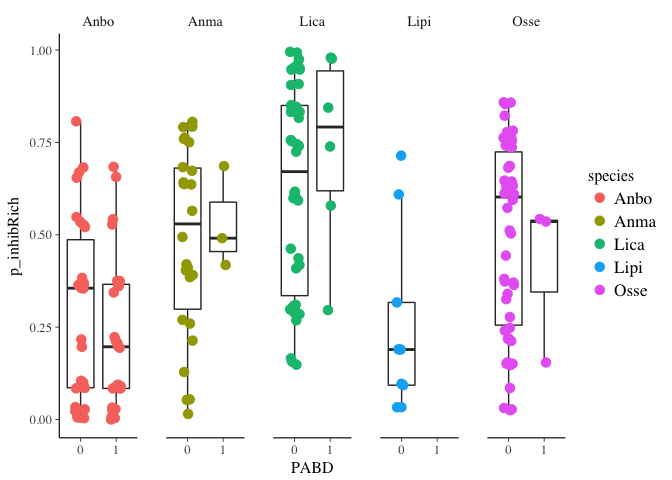 Anbo Anma Lica Lipi Osse
1.00
0.75
0.50
0.25
0.00
p_inhibRich
0 1 0 1 0 1 0 1 0 1
PABD
species
Anbo
Anma
Lica
Lipi
Osse